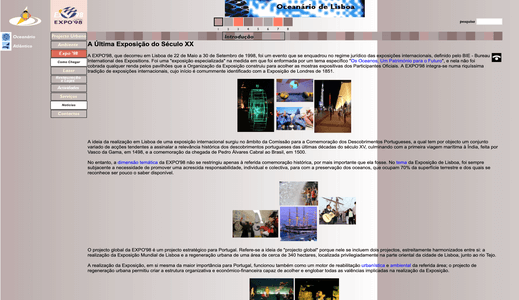 Oceanário de Lisboa
EXPO'98
pesquisa:
Oceanário
Atlântico
1 2 3 4 5 6 7 8
Projecto Urbano
Introdução
Expo '98
Como Chegar
Lazer
Notícias
Contactos
A Última Exposição do Século XX
A EXPO'98, que decorreu em Lisboa de 22 de Maio a 30 de Setembro de 1998, foi um evento que se enquadrou no regime jurídico das exposições internacionais, definido pelo BIE - Bureau
International des Expositions. Foi uma "exposição especializada" na medida em que foi enformada por um tema específico "Os Oceanos: Um Património para o Futuro", e nela não foi
cobrada qualquer renda pelos pavilhões que a Organização da Exposição construiu para acolher as mostras expositivas dos Participantes Oficiais. A EXPO'98 integra-se numa riquíssima
tradição de exposições internacionais, cujo início é comummente identificado com a Exposição de Londres de 1851.
A ideia da realização em Lisboa de uma exposição internacional surgiu no âmbito da Comissão para a Comemoração dos Descobrimentos Portugueses, a qual tem por objecto um conjunto
variado de acções tendentes a assinalar a relevância histórica dos descobrimentos portugueses das últimas décadas do século XV, culminando com a primeira viagem marítima à Índia, feita por
Vasco da Gama, em 1498, e a comemoração da chegada de Pedro Álvares Cabral ao Brasil, em 1500.
No entanto, a dimensão temática da EXPO'98 não se restringiu apenas à referida comemoração histórica, por mais importante que ela fosse. No tema da Exposição de Lisboa, foi sempre
subjacente a necessidade de promover uma acrescida responsabilidade, individual e colectiva, para com a preservação dos oceanos, que ocupam 70% da superfície terrestre e dos quais se
reconhece ser pouco o saber disponível.
O projecto global da EXPO'98 é um projecto estratégico para Portugal. Refere-se a ideia de "projecto global" porque nele se incluem dois projectos, estreitamente harmonizados entre si: a
realização da Exposição Mundial de Lisboa e a regeneração urbana de uma área de cerca de 340 hectares, localizada privilegiadamente na parte oriental da cidade de Lisboa, junto ao rio Tejo.
A realização da Exposição, em si mesma da maior importância para Portugal, funcionou também como um motor de reabilitação urbanística e ambiental da referida área; o projecto de
regeneração urbana permitiu criar a estrutura organizativa e económico-financeira capaz de acolher e englobar todas as valências implicadas na realização da Exposição.